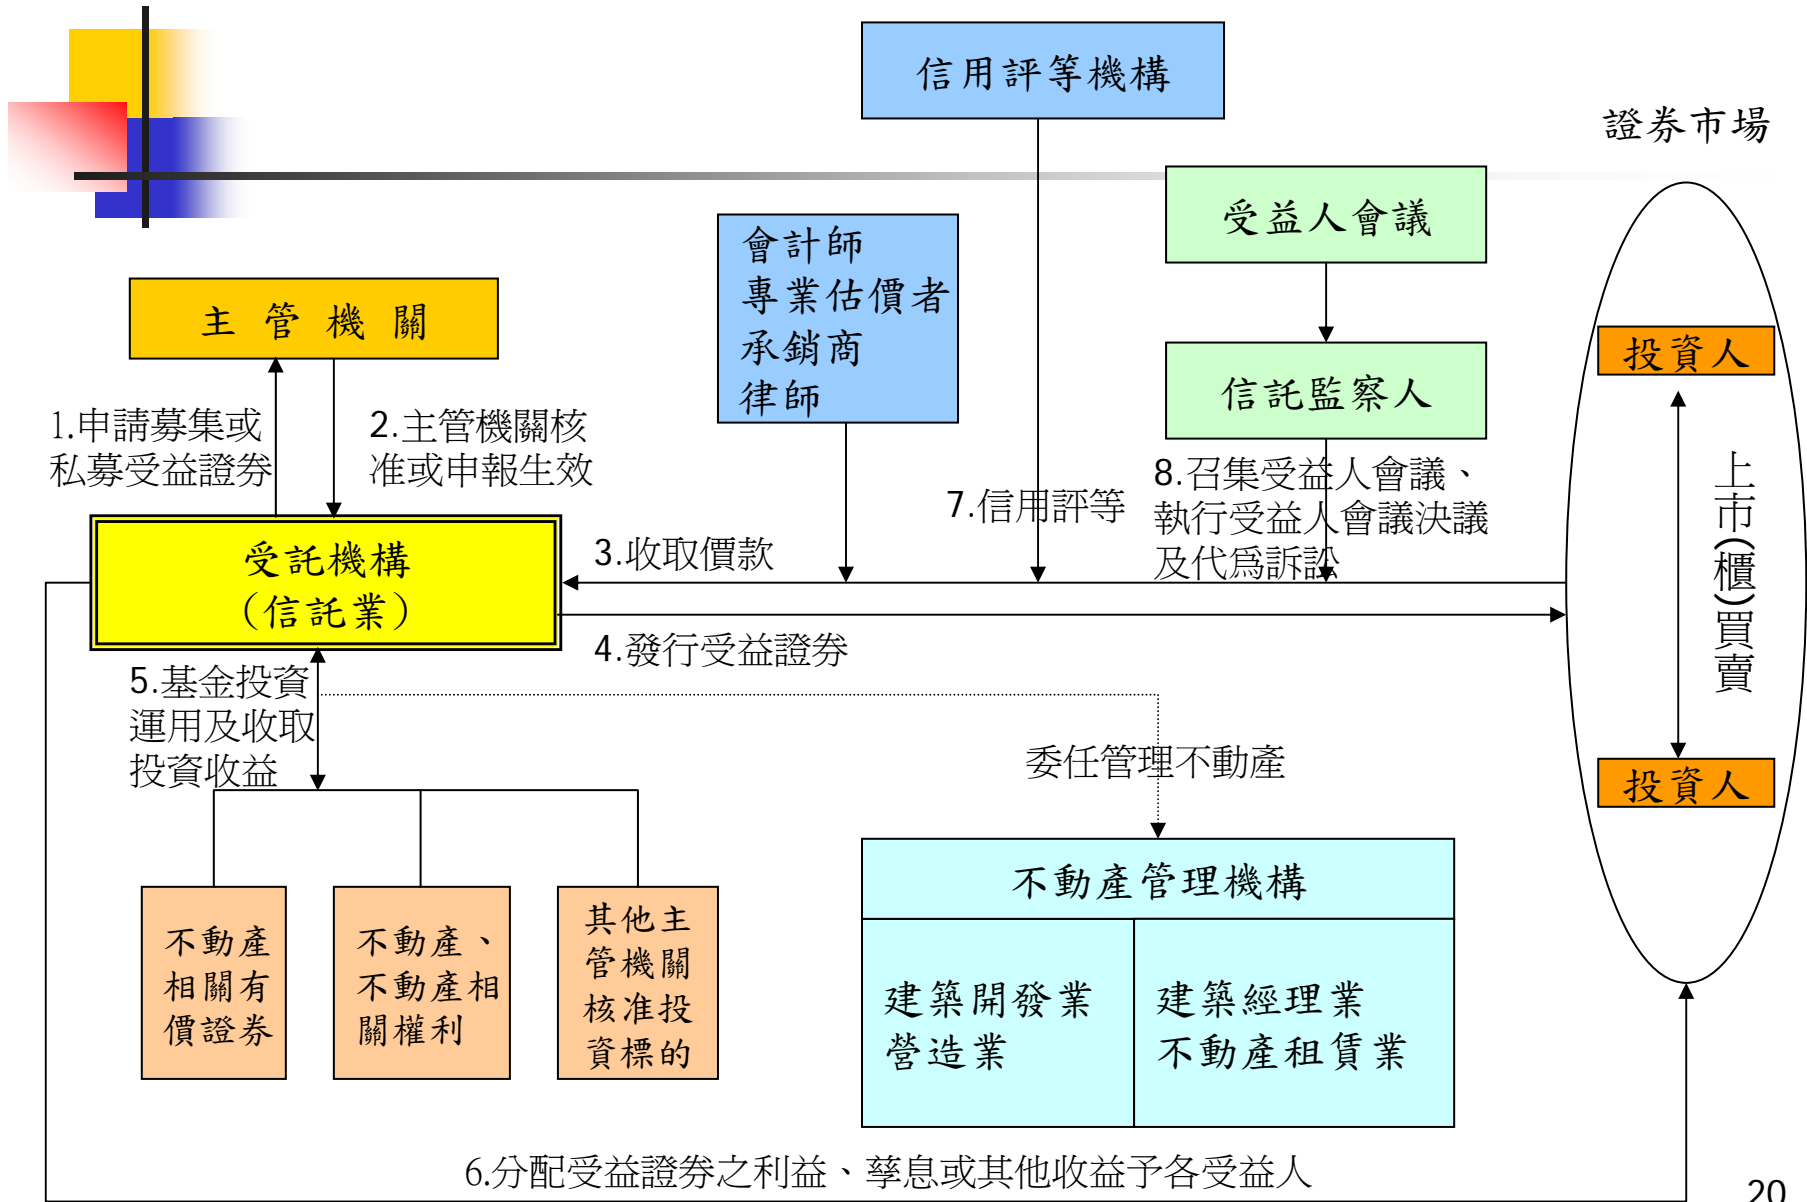 信用評等機構
證券市場
受益人會議
會計師
專業估價者
承銷商
律師
主管機關
投資人
信託監察人
1.申請募集或
私募受益證券
2.主管機關核
准或申報生效
7.信用評等
8.召集受益人會議、
執行受益人會議決議
及代為訴訟
上市(櫃)買賣
受託機構
(信託業)
3.收取價款
4.發行受益證券
5.基金投資
運用及收取
投資收益
委任管理不動產
投資人
不動產管理機構
不動產
相關有
價證券
不動產、
不動產相
關權利
其他主
管機關
核准投
資標的
建築開發業
營造業
建築經理業
不動產租賃業
6.分配受益證券之利益、孳息或其他收益予各受益人
20